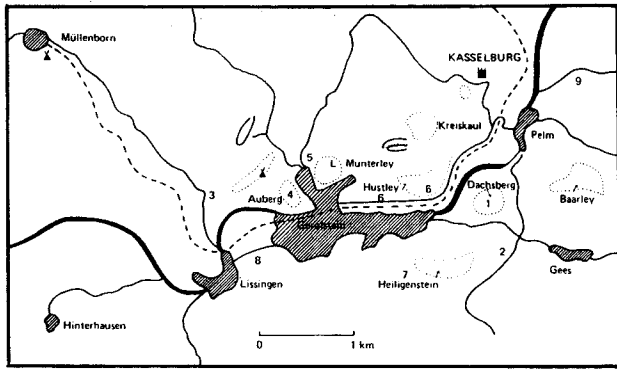 Müllenborn
KASSELBURG
9
Kreiskaul
Pelm
5
L
Munterley
3
Auberg
4
Hustley
6
6
Dachsberg
1
Baarley
8
Lissingen
7
Heiligenstein
2
Gees
Hinterhausen
0
1 km